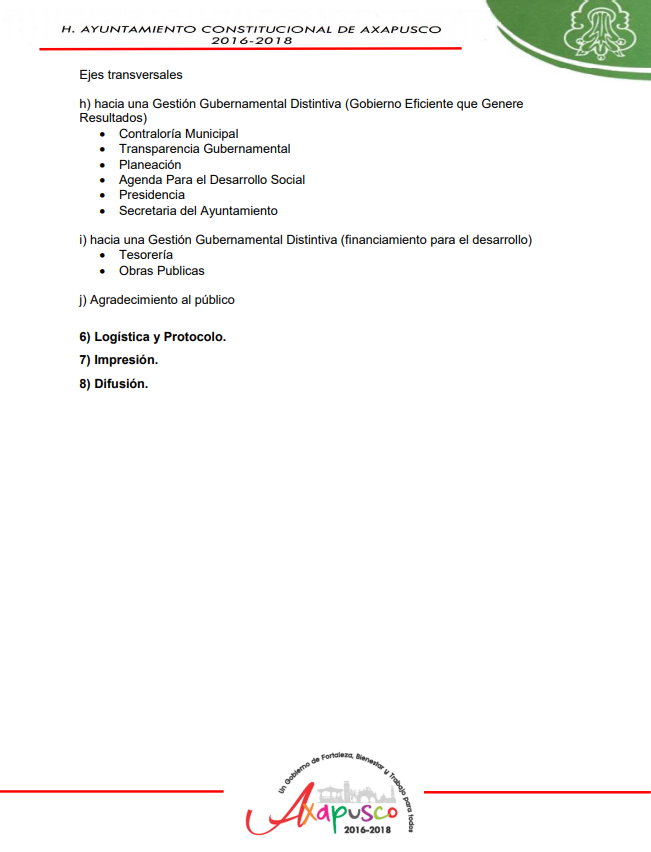 H. AYUNTAMIENTO CONSTITUCIONAL DE AXAPUSCO
2016-2018
Ejes transversales
h) hacia una Gestión Gubernamental Distintiva (Gobierno Eficiente que Genere
Resultados)
• Contraloría Municipal
• Transparencia Gubernamental
• Planeación
• Agenda Para el Desarrollo Social
• Presidencia
• Secretaria del Ayuntamiento
i) hacia una Gestión Gubernamental Distintiva (financiamiento para el desarrollo)
• Tesorería
• Obras Publicas
j) Agradecimiento al público
6) Logística y Protocolo.
7) Impresión.
8) Difusión.
Un Gobierno de Fortaleza, Bienestar y Trabajo para todos
Axapusco
2016-2018